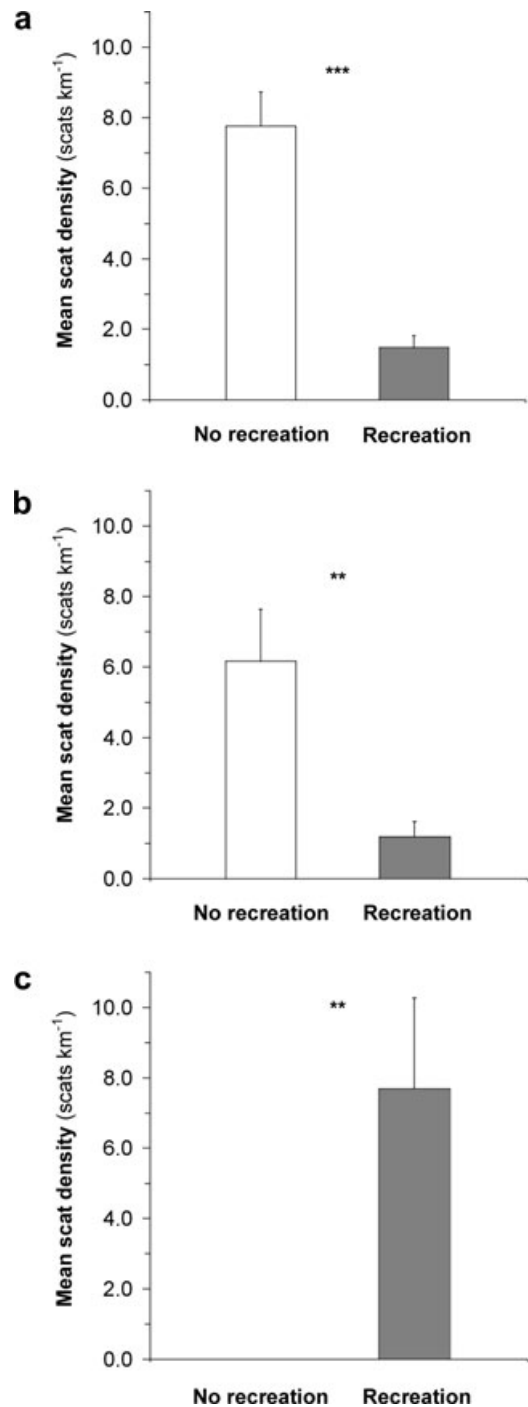 a
Mean scat density (scats km⁻¹)
10.0
***
8.0
6.0
4.0
2.0
0.0
No recreation Recreation
b
Mean scat density (scats km⁻¹)
10.0
**
8.0
6.0
4.0
2.0
0.0
No recreation Recreation
c
Mean scat density (scats km⁻¹)
10.0
**
8.0
6.0
4.0
2.0
0.0
No recreation Recreation